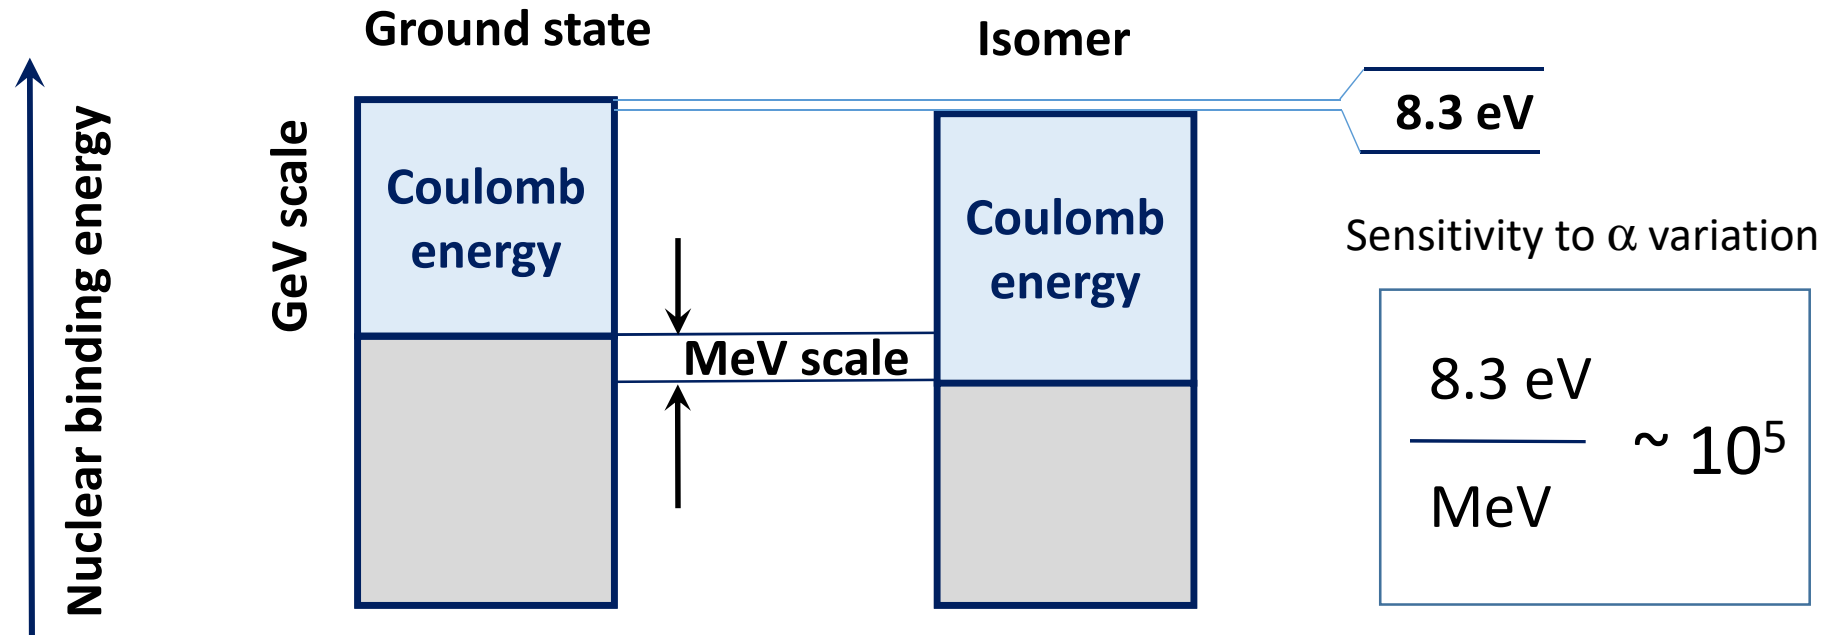 Ground state
Isomer
Nuclear binding energy
GeV scale
Coulomb
energy
Coulomb
energy
MeV scale
8.3 eV
Sensitivity to α variation
8.3 eV
MeV
~ 10⁵